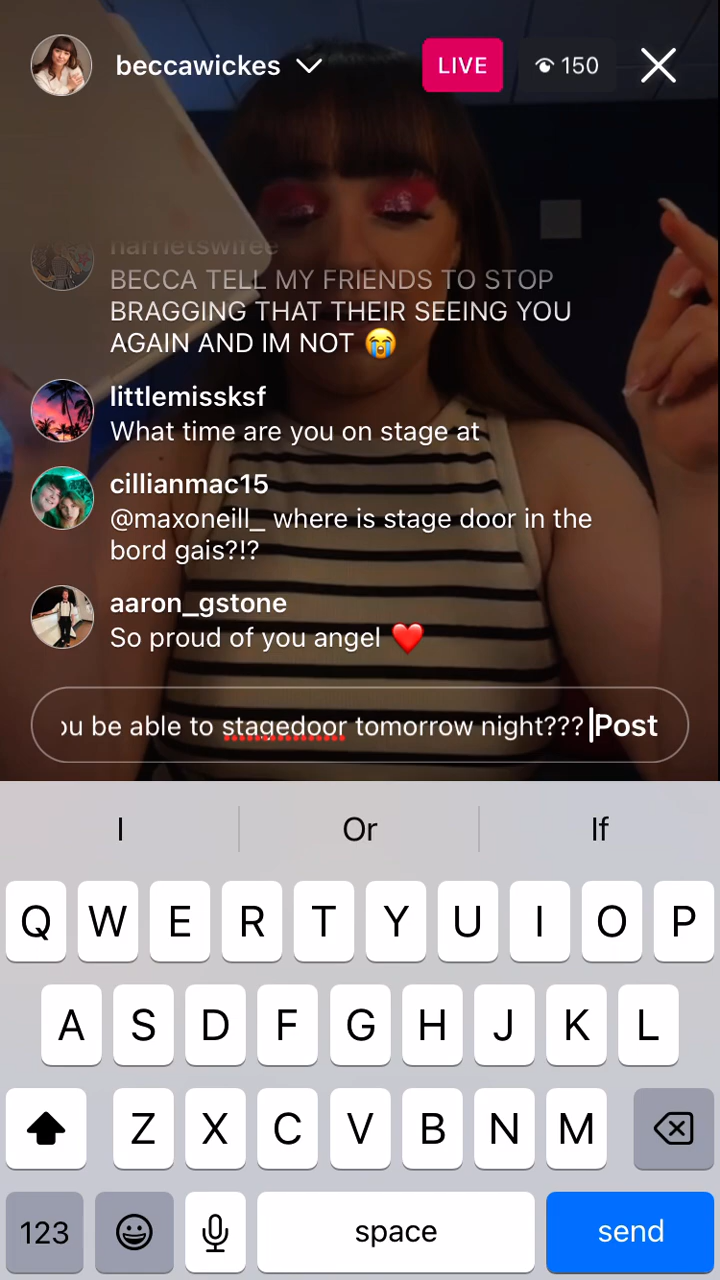 beccawickes
LIVE
150
harrietswifee
BECCA TELL MY FRIENDS TO STOP
BRAGGING THAT THEIR SEEING YOU
AGAIN AND IM NOT 😭
littlemissksf
What time are you on stage at
cillianmac15
@maxoneill_ where is stage door in the
bord gais?!?
aaron_gstone
So proud of you angel ❤️
ou be able to stagedoor tomorrow night??? Post
I Or If
Q W E R T Y U I O P
A S D F G H J K L
Z X C V B N M
123 space send